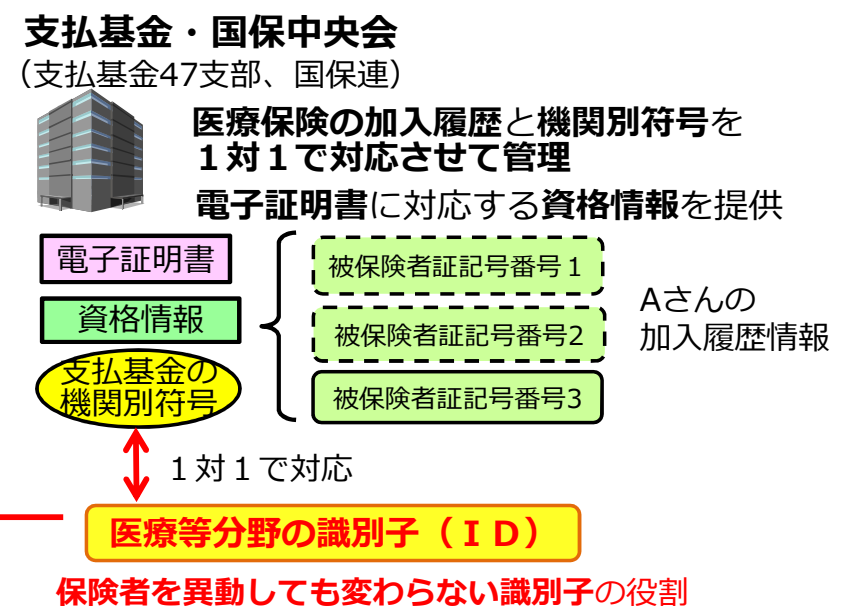 支払基金・国保中央会
（支払基金47支部、国保連）
医療保険の加入履歴と機関別符号を
１対１で対応させて管理
電子証明書に対応する資格情報を提供
電子証明書
資格情報
支払基金の
機関別符号
被保険者証記号番号１
被保険者証記号番号2
被保険者証記号番号3
Aさんの
加入履歴情報
１対１で対応
医療等分野の識別子（ＩＤ）
保険者を異動しても変わらない識別子の役割